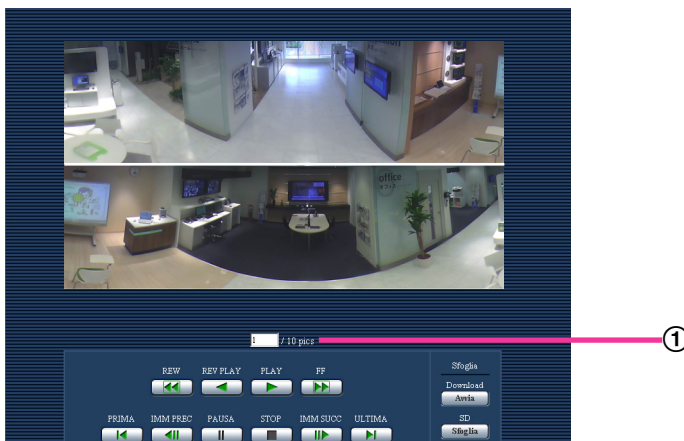 office
1 / 10 pics
①
REW REV PLAY PLAY FF
PRIMA IMM PREC PAUSA STOP IMM SUCC ULTIMA
Sfoglia
Download
Avvia
SD
Sfoglia